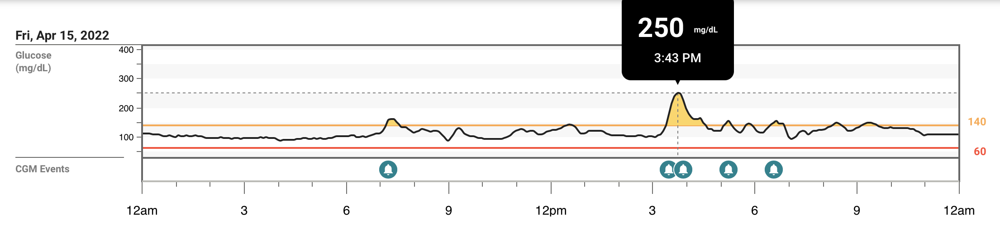 250 mg/dL
3:43 PM
Fri, Apr 15, 2022
Glucose
(mg/dL)
400
300
200
100
140
60
CGM Events
12am 3 6 9 12pm 3 6 9 12am